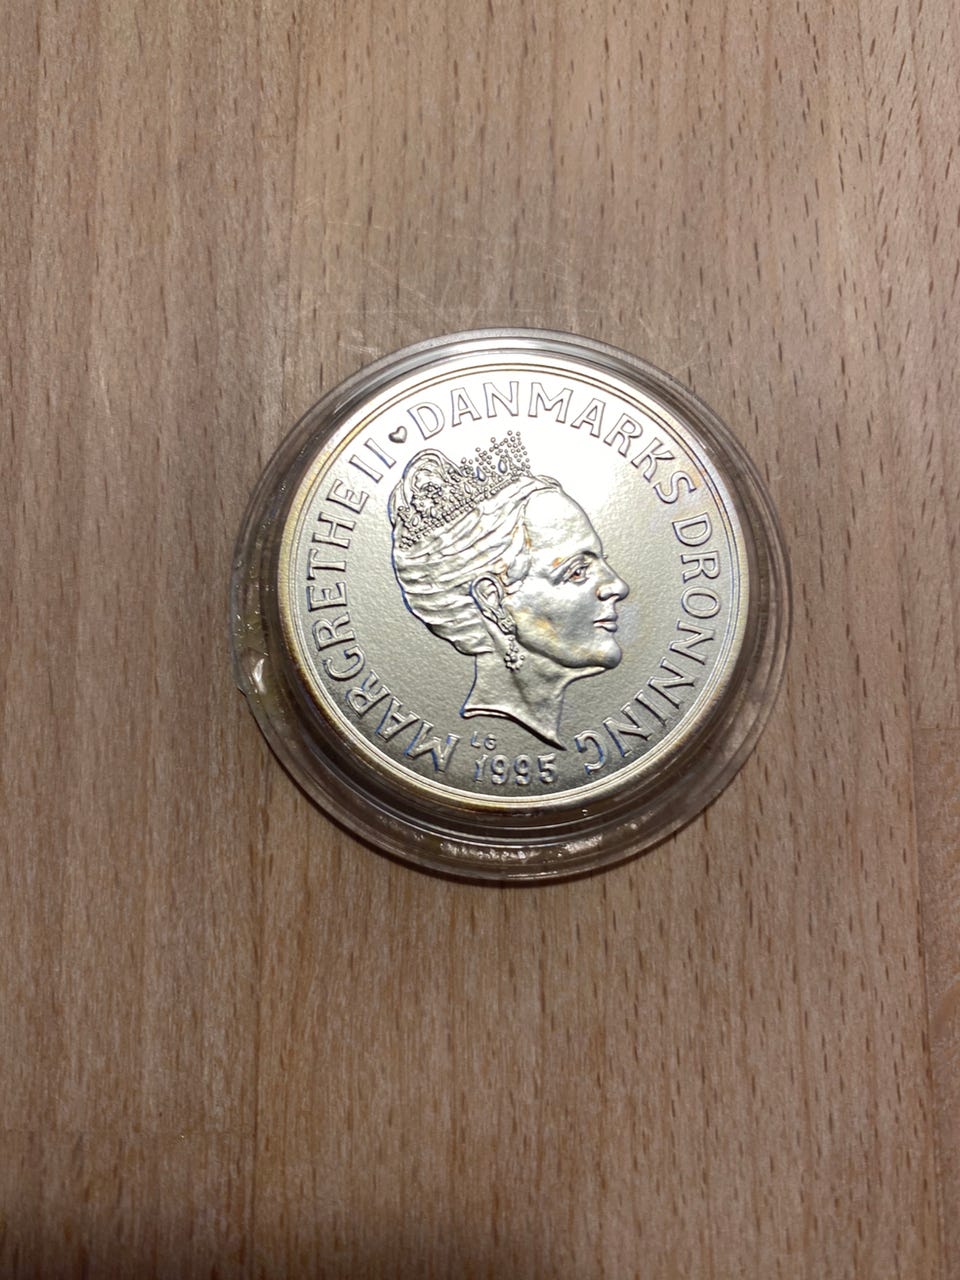 MARGRETHE II ♥ DANMARKS DRONNING
LG
1995